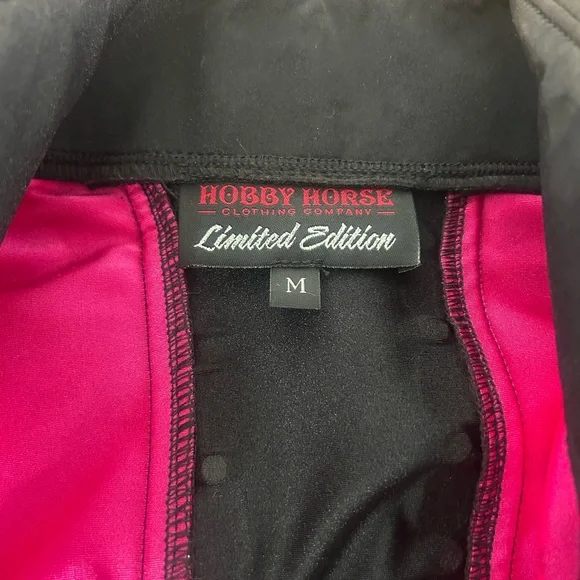 HOBBY HORSE
CLOTHING COMPANY
Limited Edition
M